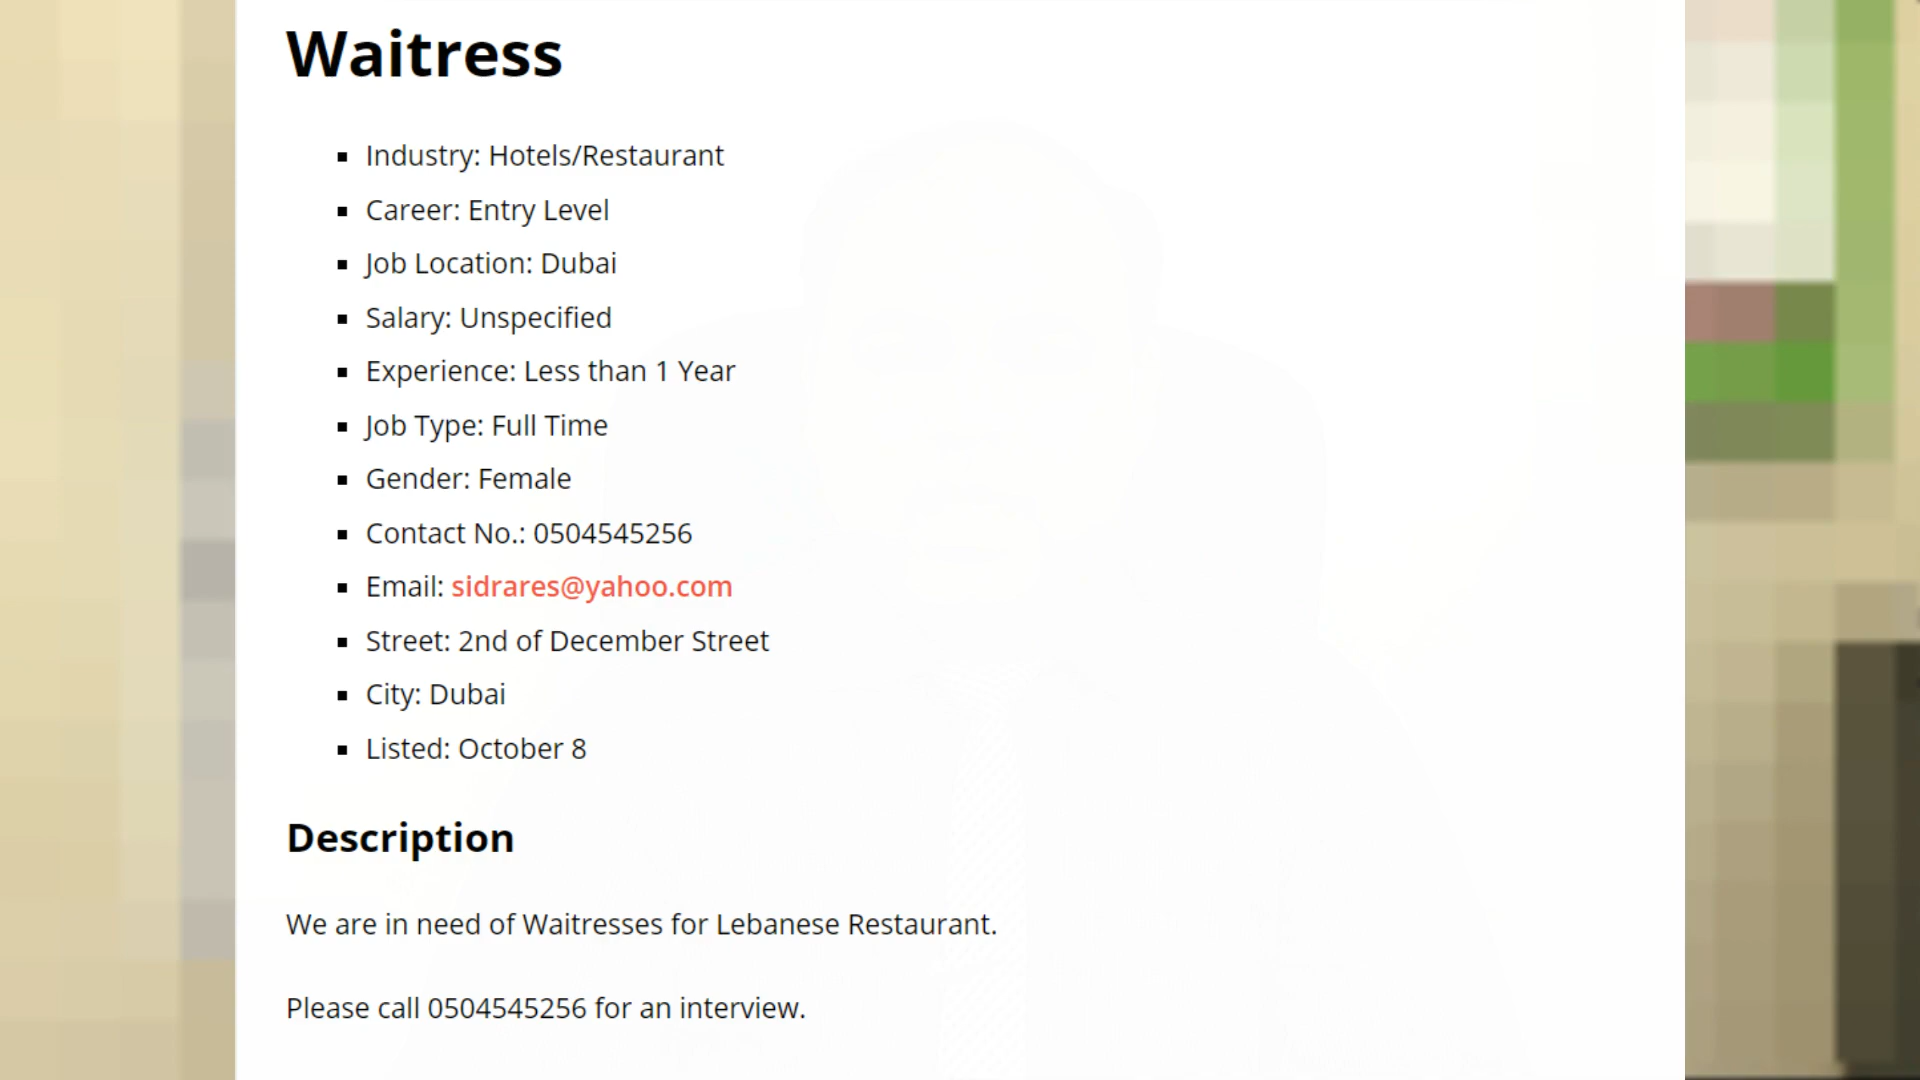 Waitress
Industry: Hotels/Restaurant
Career: Entry Level
Job Location: Dubai
Salary: Unspecified
Experience: Less than 1 Year
Job Type: Full Time
Gender: Female
Contact No.: 0504545256
Email: sidrares@yahoo.com
Street: 2nd of December Street
City: Dubai
Listed: October 8
Description
We are in need of Waitresses for Lebanese Restaurant.
Please call 0504545256 for an interview.